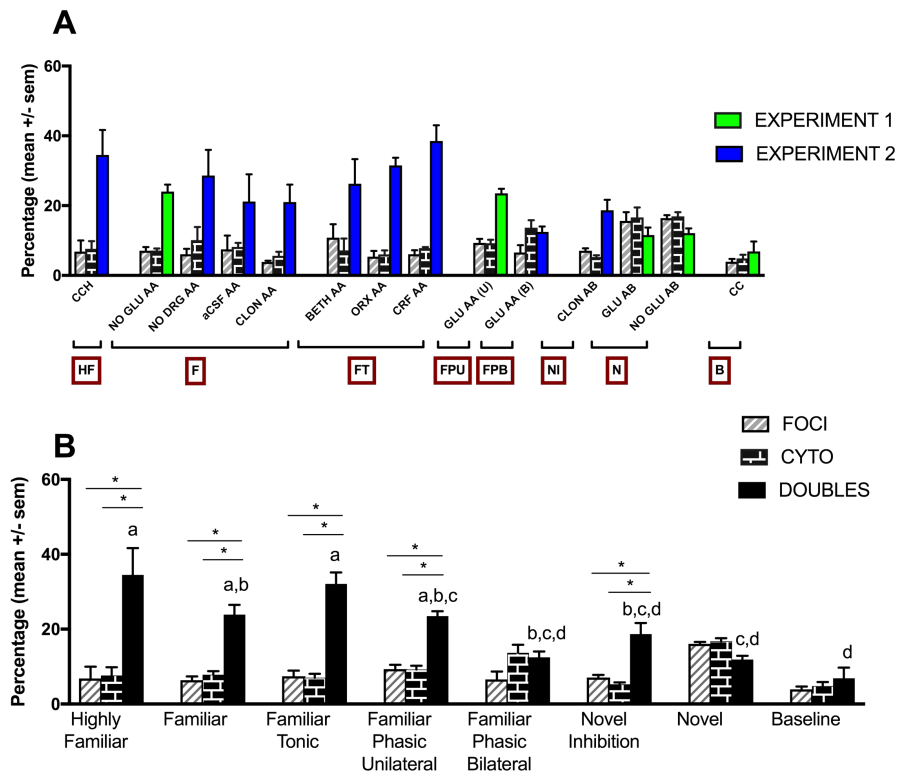 A
Percentage (mean +/- sem)
60
40
20
0
EXPERIMENT 1
EXPERIMENT 2
CCH
NO GLU AA
NO DRG AA
aCSF AA
CLON AA
BETH AA
ORX AA
CRF AA
GLU AA (U)
GLU AA (B)
CLON AB
GLU AB
NO GLU AB
CC
HF
F
FT
FPU
FPB
NI
N
B
FOCI
CYTO
DOUBLES
B
Percentage (mean +/- sem)
60
40
20
0
*
*
a
*
*
a,b
*
*
a
*
*
a,b,c
b,c,d
*
*
b,c,d
c,d
d
Highly
Familiar
Familiar
Familiar
Tonic
Familiar
Phasic
Unilateral
Familiar
Phasic
Bilateral
Novel
Inhibition
Novel
Baseline